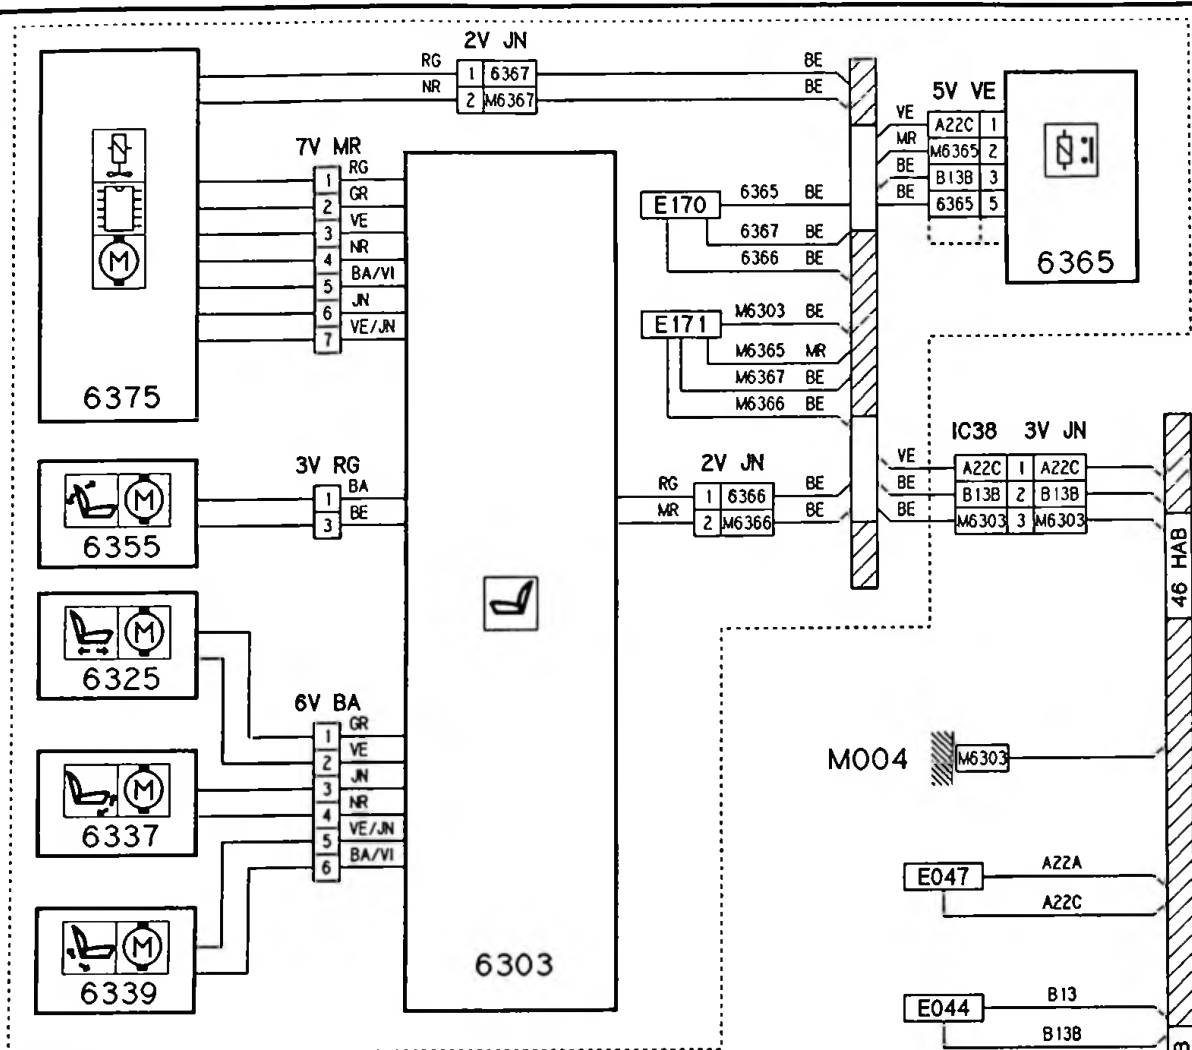 2V JN
RG 1 6367 BE
NR 2 M6367 BE
5V VE
VE A22C 1
MR M6365 2
BE B13B 3
BE 6365 5
6365
7V MR
1 RG
2 GR
3 VE
4 NR
5 BA/VI
6 JN
7 VE/JN
M
6375
E170
6365 BE
6367 BE
6366 BE
E171
M6303 BE
M6365 MR
M6367 BE
M6366 BE
3V RG
1 BA
3 BE
M
6355
2V JN
RG 1 6366 BE
MR 2 M6366 BE
IC38 3V JN
VE A22C 1 A22C
BE B13B 2 B13B
BE M6303 3 M6303
46 HAB
M
6325
6V BA
1 GR
2 VE
3 JN
4 NR
5 VE/JN
6 BA/VI
M
6337
M
6339
6303
M004
M6303
E047
A22A
A22C
E044
B13
B13B